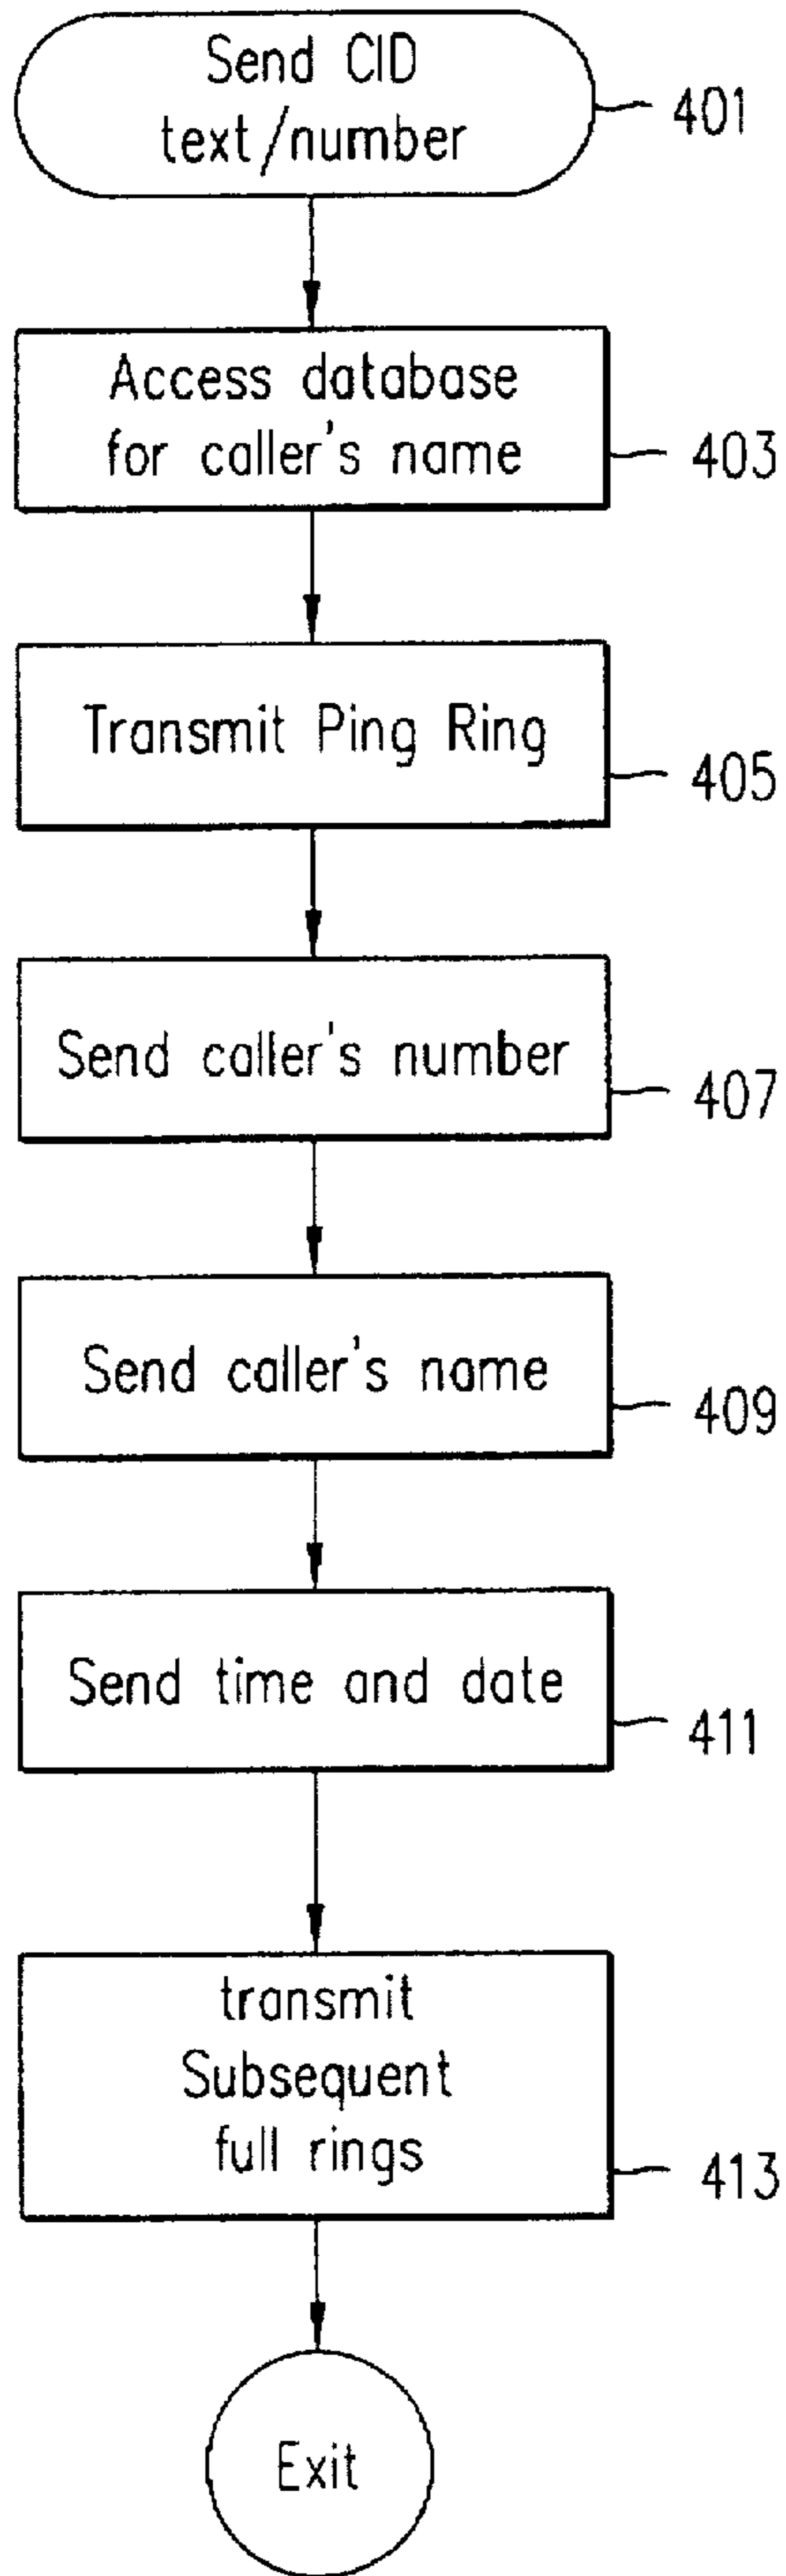 Send CID
text/number
401
Access database
for caller's name
403
Transmit Ping Ring
405
Send caller's number
407
Send caller's name
409
Send time and date
411
transmit
Subsequent
full rings
413
Exit